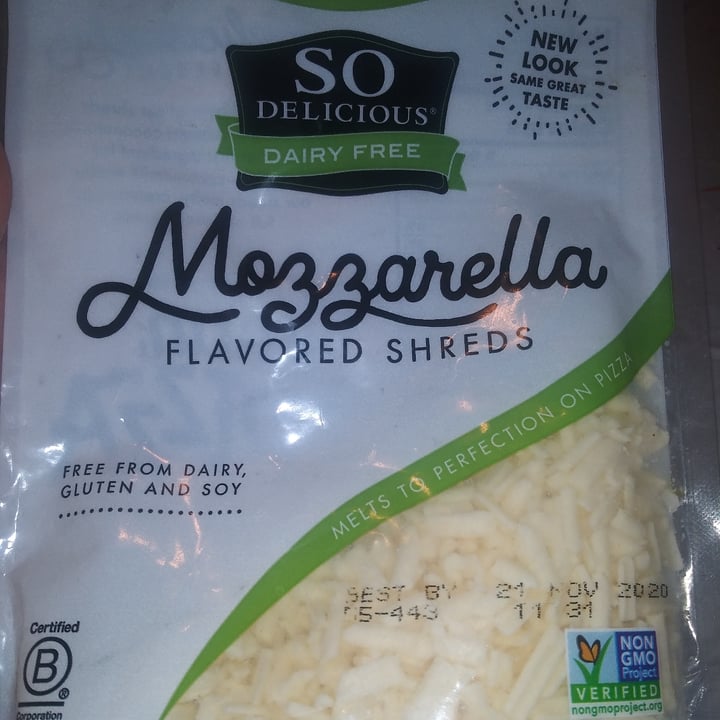 SO
DELICIOUS®
DAIRY FREE
NEW
LOOK
SAME GREAT
TASTE
Mozzarella
FLAVORED SHREDS
MELTS TO PERFECTION ON PIZZA
FREE FROM DAIRY,
GLUTEN AND SOY
BEST BY 21 NOV 2020
15-443 11 31
Certified
B®
Corporation
NON
GMO
Project
VERIFIED
nongmoproject.org